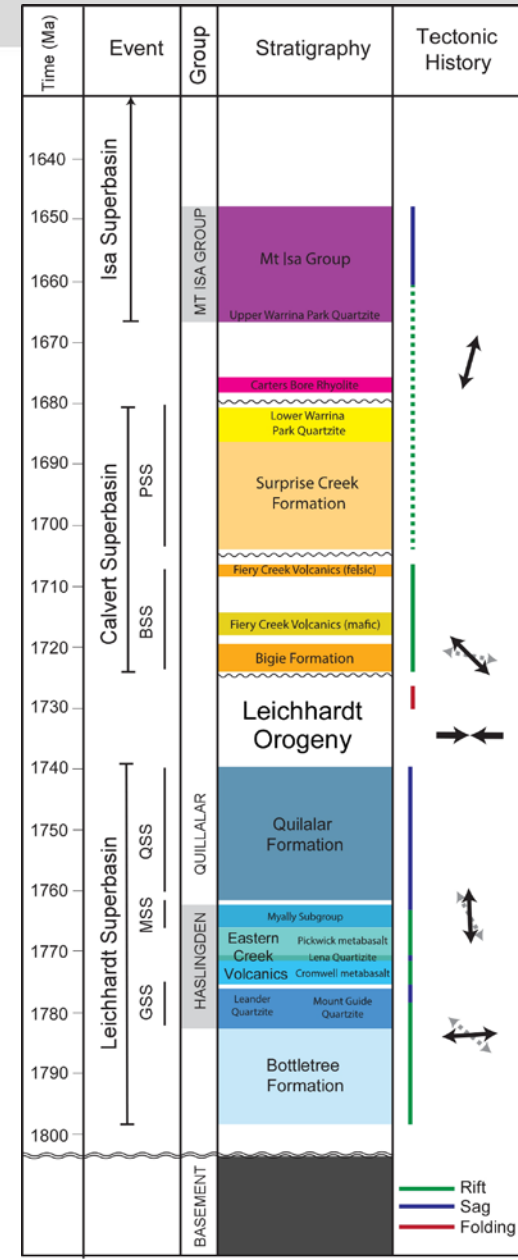 Time (Ma)
Event
Group
Stratigraphy
Tectonic
History
1640
1650
1660
1670
1680
1690
1700
1710
1720
1730
1740
1750
1760
1770
1780
1790
1800
Isa Superbasin
Calvert Superbasin
Leichhardt Superbasin
PSS
BSS
QSS
MSS
GSS
MT ISA GROUP
QUILLALAR
HASLINGDEN
BASEMENT
Mt Isa Group
Upper Warrina Park Quartzite
Carters Bore Rhyolite
Lower Warrina
Park Quartzite
Surprise Creek
Formation
Fiery Creek Volcanics (felsic)
Fiery Creek Volcanics (mafic)
Bigie Formation
Leichhardt
Orogeny
Quilalar
Formation
Myally Subgroup
Eastern
Creek
Volcanics
Pickwick metabasalt
Lena Quartizite
Cromwell metabasalt
Leander
Quartzite
Mount Guide
Quartzite
Bottletree
Formation
Rift
Sag
Folding